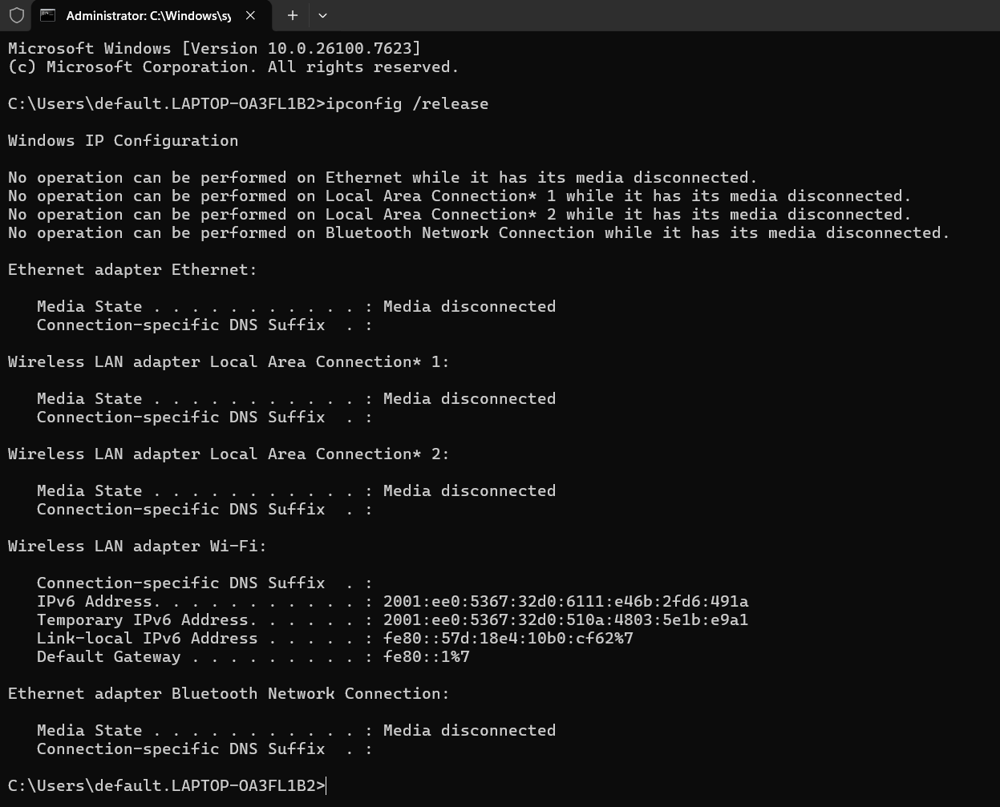 Administrator: C:\Windows\sy
Microsoft Windows [Version 10.0.26100.7623]
(c) Microsoft Corporation. All rights reserved.
C:\Users\default.LAPTOP-OA3FL1B2>ipconfig /release
Windows IP Configuration
No operation can be performed on Ethernet while it has its media disconnected.
No operation can be performed on Local Area Connection* 1 while it has its media disconnected.
No operation can be performed on Local Area Connection* 2 while it has its media disconnected.
No operation can be performed on Bluetooth Network Connection while it has its media disconnected.
Ethernet adapter Ethernet:
Media State . . . . . . . . . . . : Media disconnected
Connection-specific DNS Suffix  . :
Wireless LAN adapter Local Area Connection* 1:
Media State . . . . . . . . . . . : Media disconnected
Connection-specific DNS Suffix  . :
Wireless LAN adapter Local Area Connection* 2:
Media State . . . . . . . . . . . : Media disconnected
Connection-specific DNS Suffix  . :
Wireless LAN adapter Wi-Fi:
Connection-specific DNS Suffix  . :
IPv6 Address. . . . . . . . . . . : 2001:ee0:5367:32d0:6111:e46b:2fd6:491a
Temporary IPv6 Address. . . . . . : 2001:ee0:5367:32d0:510a:4803:5e1b:e9a1
Link-local IPv6 Address . . . . . : fe80::57d:18e4:10b0:cf62%7
Default Gateway . . . . . . . . . : fe80::1%7
Ethernet adapter Bluetooth Network Connection:
Media State . . . . . . . . . . . : Media disconnected
Connection-specific DNS Suffix  . :
C:\Users\default.LAPTOP-OA3FL1B2>